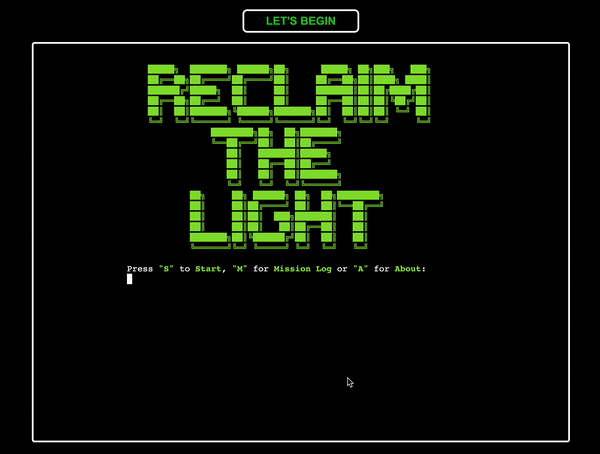 LET'S BEGIN
RECLAIM
THE
LIGHT
Press "S" to Start, "M" for Mission Log or "A" for About: